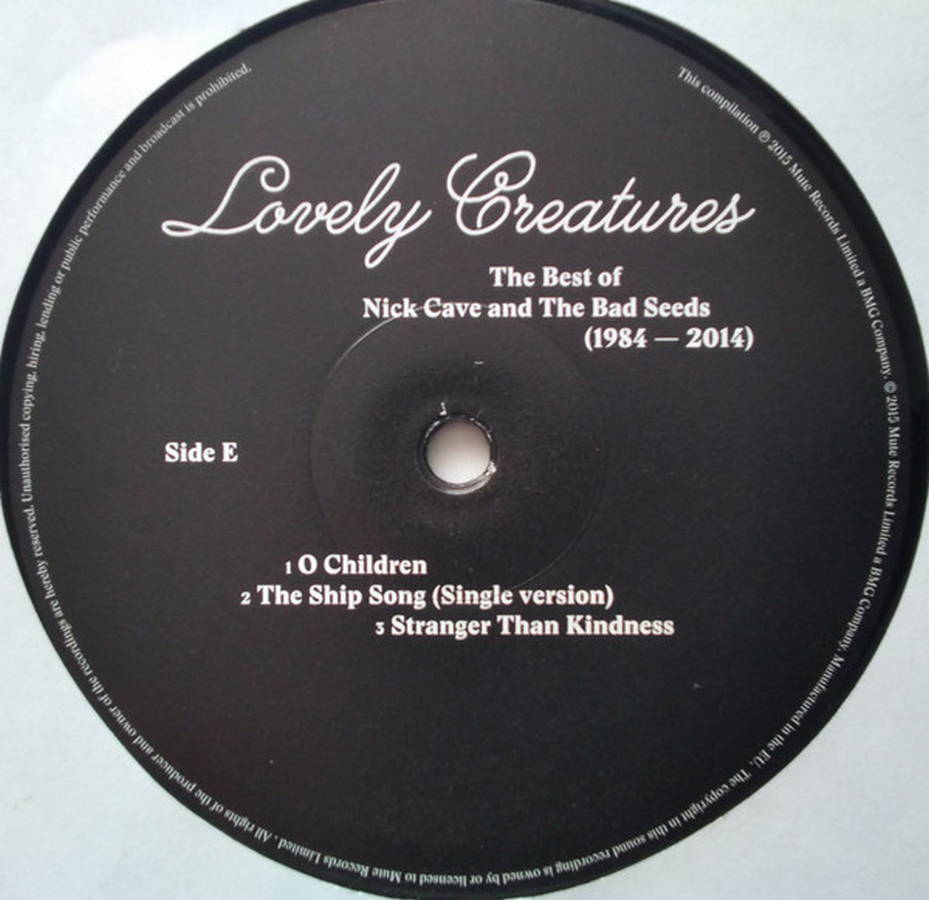 Lovely Creatures
The Best of
Nick Cave and The Bad Seeds
(1984 — 2014)
Side E
1 O Children
2 The Ship Song (Single version)
3 Stranger Than Kindness
This compilation ℗ 2015 Mute Records Limited a BMG Company. © 2015 Mute Records Limited a BMG Company. Manufactured in the EU. The copyright in this sound recording is owned by or licensed to Mute Records Limited. All rights of the producer and owner of the recordings are hereby reserved. Unauthorised copying, hiring, lending or public performance and broadcast is prohibited.